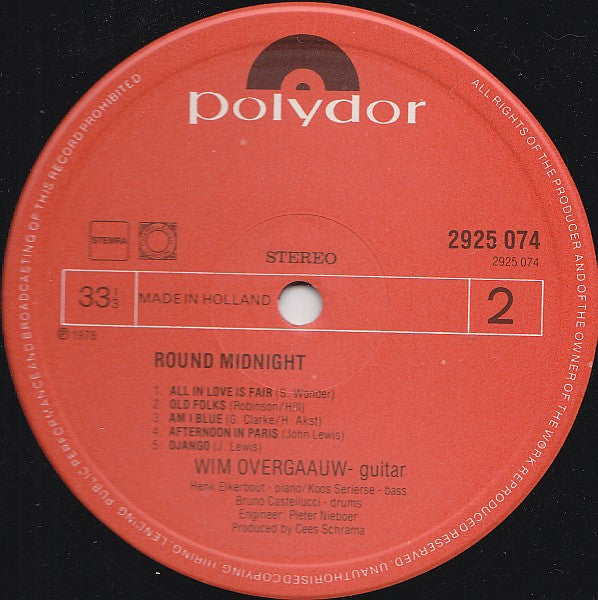 polydor
ALL RIGHTS OF THE PRODUCER AND OF THE OWNER OF THE WORK REPRODUCED RESERVED. UNAUTHORISED COPYING, HIRING, LENDING, PUBLIC PERFORMANCE AND BROADCASTING OF THIS RECORD PROHIBITED
STEMRA
STEREO
2925 074
2925 074
33 1/3
MADE IN HOLLAND
2
℗ 1978
ROUND MIDNIGHT
1. ALL IN LOVE IS FAIR (S. Wonder)
2. OLD FOLKS (Robinson/Hill)
3. AM I BLUE (G. Clarke/H. Akst)
4. AFTERNOON IN PARIS (John Lewis)
5. DJANGO (J. Lewis)
WIM OVERGAAUW- guitar
Henk Elkerbout - piano/Koos Serierse - bass
Bruno Castellucci - drums
Engineer: Pieter Nieboer
Produced by Cees Schrama